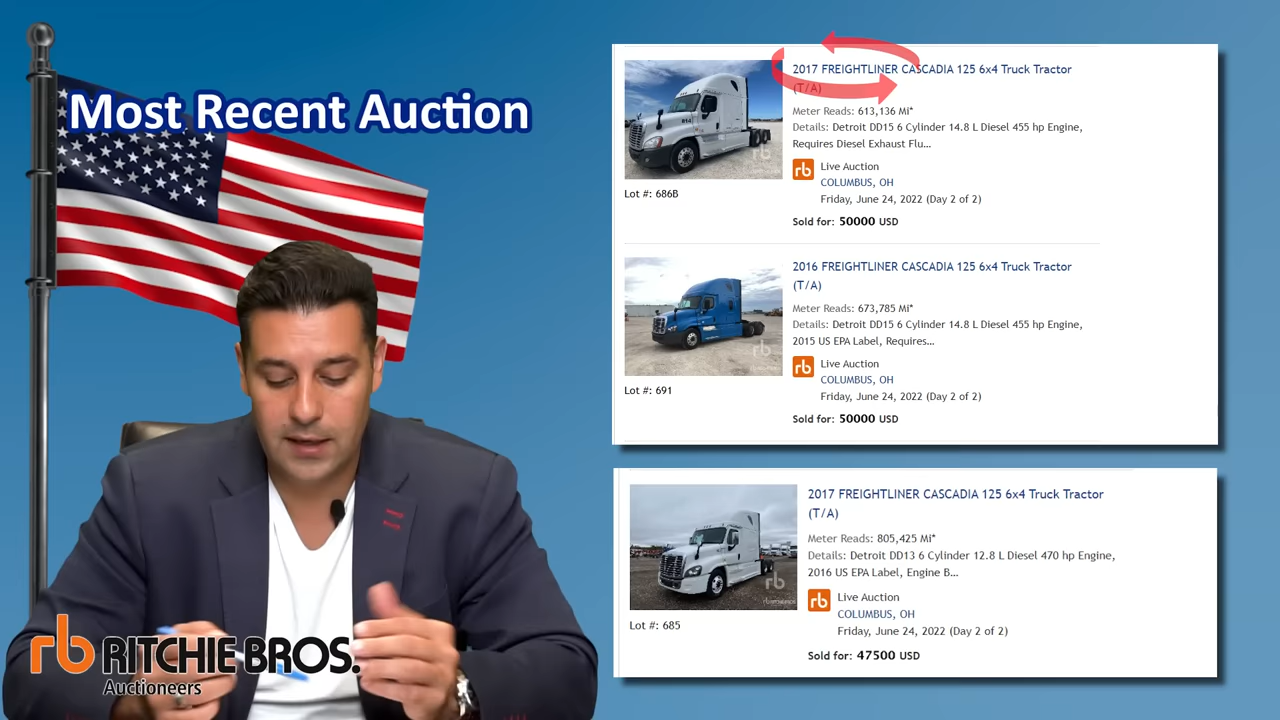 Most Recent Auction
rb RITCHIE BROS.
Auctioneers
2017 FREIGHTLINER CASCADIA 125 6x4 Truck Tractor
(T/A)
Meter Reads: 613,136 Mi*
Details: Detroit DD15 6 Cylinder 14.8 L Diesel 455 hp Engine,
Requires Diesel Exhaust Flu...
rb Live Auction
COLUMBUS, OH
Friday, June 24, 2022 (Day 2 of 2)
Sold for: 50000 USD
814
rb
Lot #: 686B
2016 FREIGHTLINER CASCADIA 125 6x4 Truck Tractor
(T/A)
Meter Reads: 673,785 Mi*
Details: Detroit DD15 6 Cylinder 14.8 L Diesel 455 hp Engine,
2015 US EPA Label, Requires...
rb Live Auction
COLUMBUS, OH
Friday, June 24, 2022 (Day 2 of 2)
Sold for: 50000 USD
rb
Lot #: 691
2017 FREIGHTLINER CASCADIA 125 6x4 Truck Tractor
(T/A)
Meter Reads: 805,425 Mi*
Details: Detroit DD13 6 Cylinder 12.8 L Diesel 470 hp Engine,
2016 US EPA Label, Engine B...
rb Live Auction
COLUMBUS, OH
Friday, June 24, 2022 (Day 2 of 2)
Sold for: 47500 USD
rb
Lot #: 685